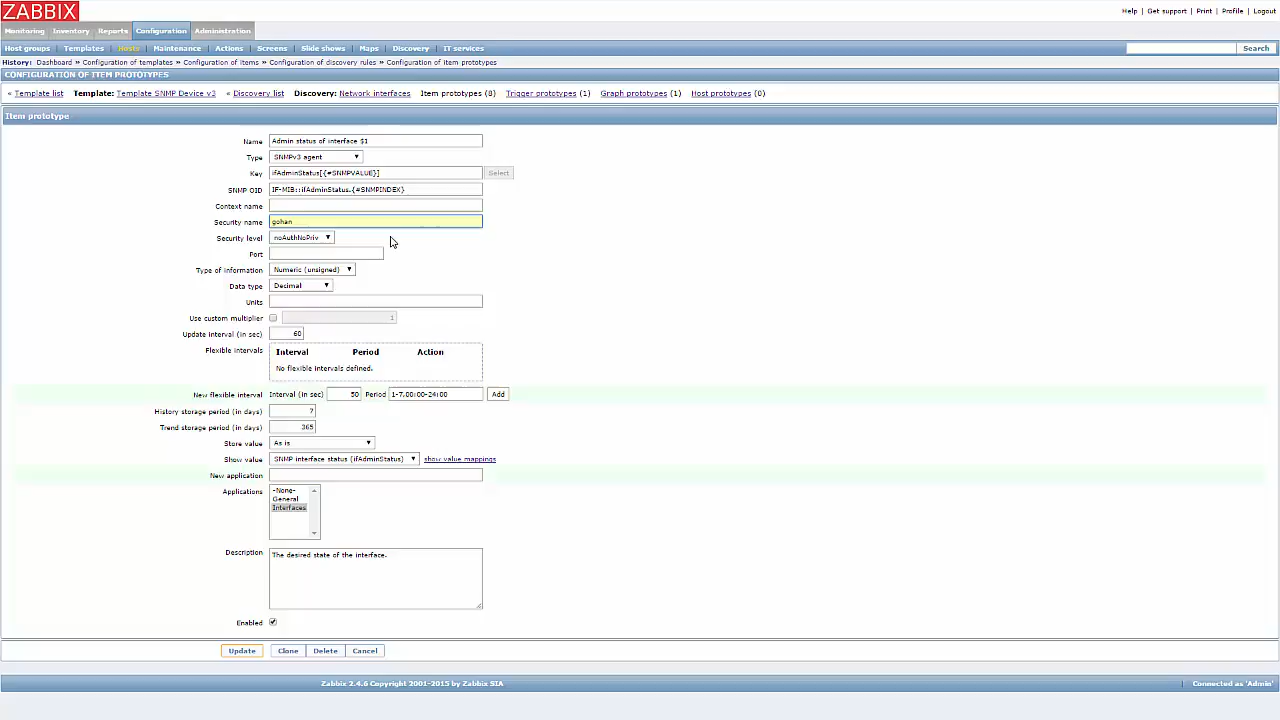 ZABBIX
Help | Get support | Print | Profile | Logout
Monitoring Inventory Reports Configuration Administration
Host groups | Templates | Hosts | Maintenance | Actions | Screens | Slide shows | Maps | Discovery | IT services Search
History: Dashboard » Configuration of templates » Configuration of items » Configuration of discovery rules » Configuration of item prototypes
CONFIGURATION OF ITEM PROTOTYPES
« Template list Template: Template SNMP Device v3 « Discovery list Discovery: Network interfaces Item prototypes (8) Trigger prototypes (1) Graph prototypes (1) Host prototypes (0)
Item prototype
Name Admin status of interface $1
Type SNMPv3 agent
Key ifAdminStatus[{#SNMPVALUE}] Select
SNMP OID IF-MIB::ifAdminStatus.{#SNMPINDEX}
Context name
Security name gohan
Security level noAuthNoPriv
Port
Type of information Numeric (unsigned)
Data type Decimal
Units
Use custom multiplier 1
Update interval (in sec) 60
Flexible intervals Interval Period Action
No flexible intervals defined.
New flexible interval Interval (in sec) 50 Period 1-7,00:00-24:00 Add
History storage period (in days) 7
Trend storage period (in days) 365
Store value As is
Show value SNMP interface status (ifAdminStatus) show value mappings
New application
Applications -None-
General
Interfaces
Description The desired state of the interface.
Enabled
Update Clone Delete Cancel
Zabbix 2.4.6 Copyright 2001-2015 by Zabbix SIA | Connected as 'Admin'